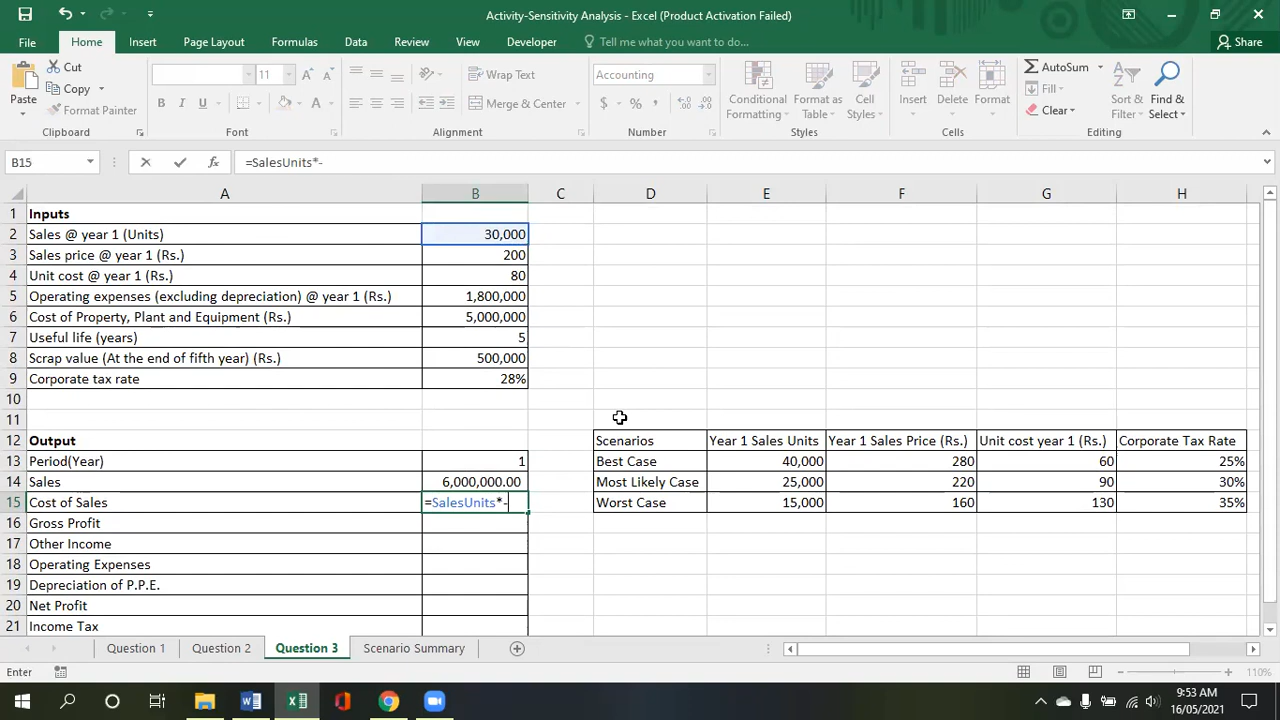 Activity-Sensitivity Analysis - Excel (Product Activation Failed)
File Home Insert Page Layout Formulas Data Review View Developer Tell me what you want to do... Share
Paste Cut Copy Format Painter 11 B I U A A A Wrap Text Merge & Center Accounting $ % Conditional Formatting Format as Table Cell Styles Insert Delete Format AutoSum Fill Clear Sort & Filter Find & Select
Clipboard Font Alignment Number Styles Cells Editing
B15 fx =SalesUnits*-
A B C D E F G H
1 Inputs
2 Sales @ year 1 (Units) 30,000
3 Sales price @ year 1 (Rs.) 200
4 Unit cost @ year 1 (Rs.) 80
5 Operating expenses (excluding depreciation) @ year 1 (Rs.) 1,800,000
6 Cost of Property, Plant and Equipment (Rs.) 5,000,000
7 Useful life (years) 5
8 Scrap value (At the end of fifth year) (Rs.) 500,000
9 Corporate tax rate 28%
10
11
12 Output Scenarios Year 1 Sales Units Year 1 Sales Price (Rs.) Unit cost year 1 (Rs.) Corporate Tax Rate
13 Period(Year) 1 Best Case 40,000 280 60 25%
14 Sales 6,000,000.00 Most Likely Case 25,000 220 90 30%
15 Cost of Sales =SalesUnits*- Worst Case 15,000 160 130 35%
16 Gross Profit
17 Other Income
18 Operating Expenses
19 Depreciation of P.P.E.
20 Net Profit
21 Income Tax
Question 1 Question 2 Question 3 Scenario Summary
Enter 110%
9:53 AM
16/05/2021